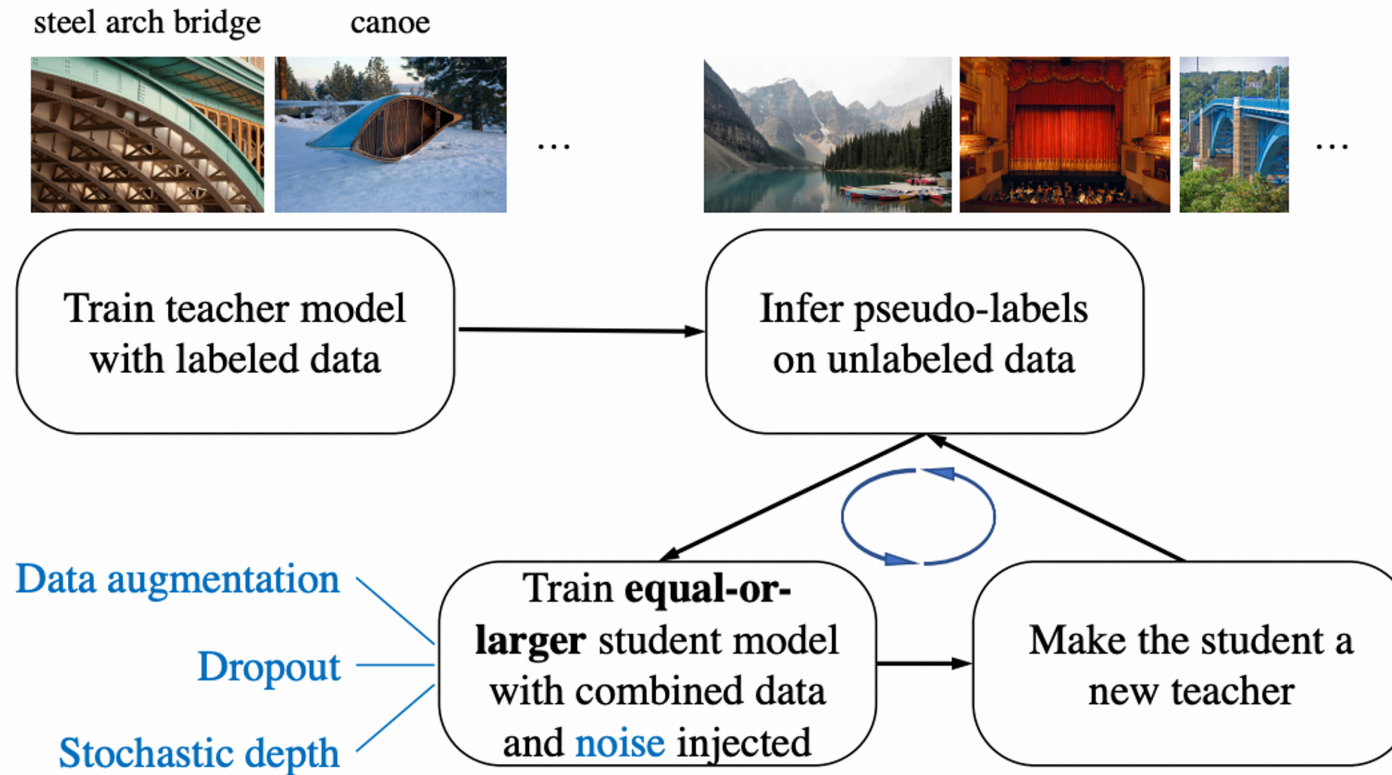 steel arch bridge
canoe
...
...
Train teacher model
with labeled data
Infer pseudo-labels
on unlabeled data
Data augmentation
Dropout
Stochastic depth
Train equal-or-
larger student model
with combined data
and noise injected
Make the student a
new teacher